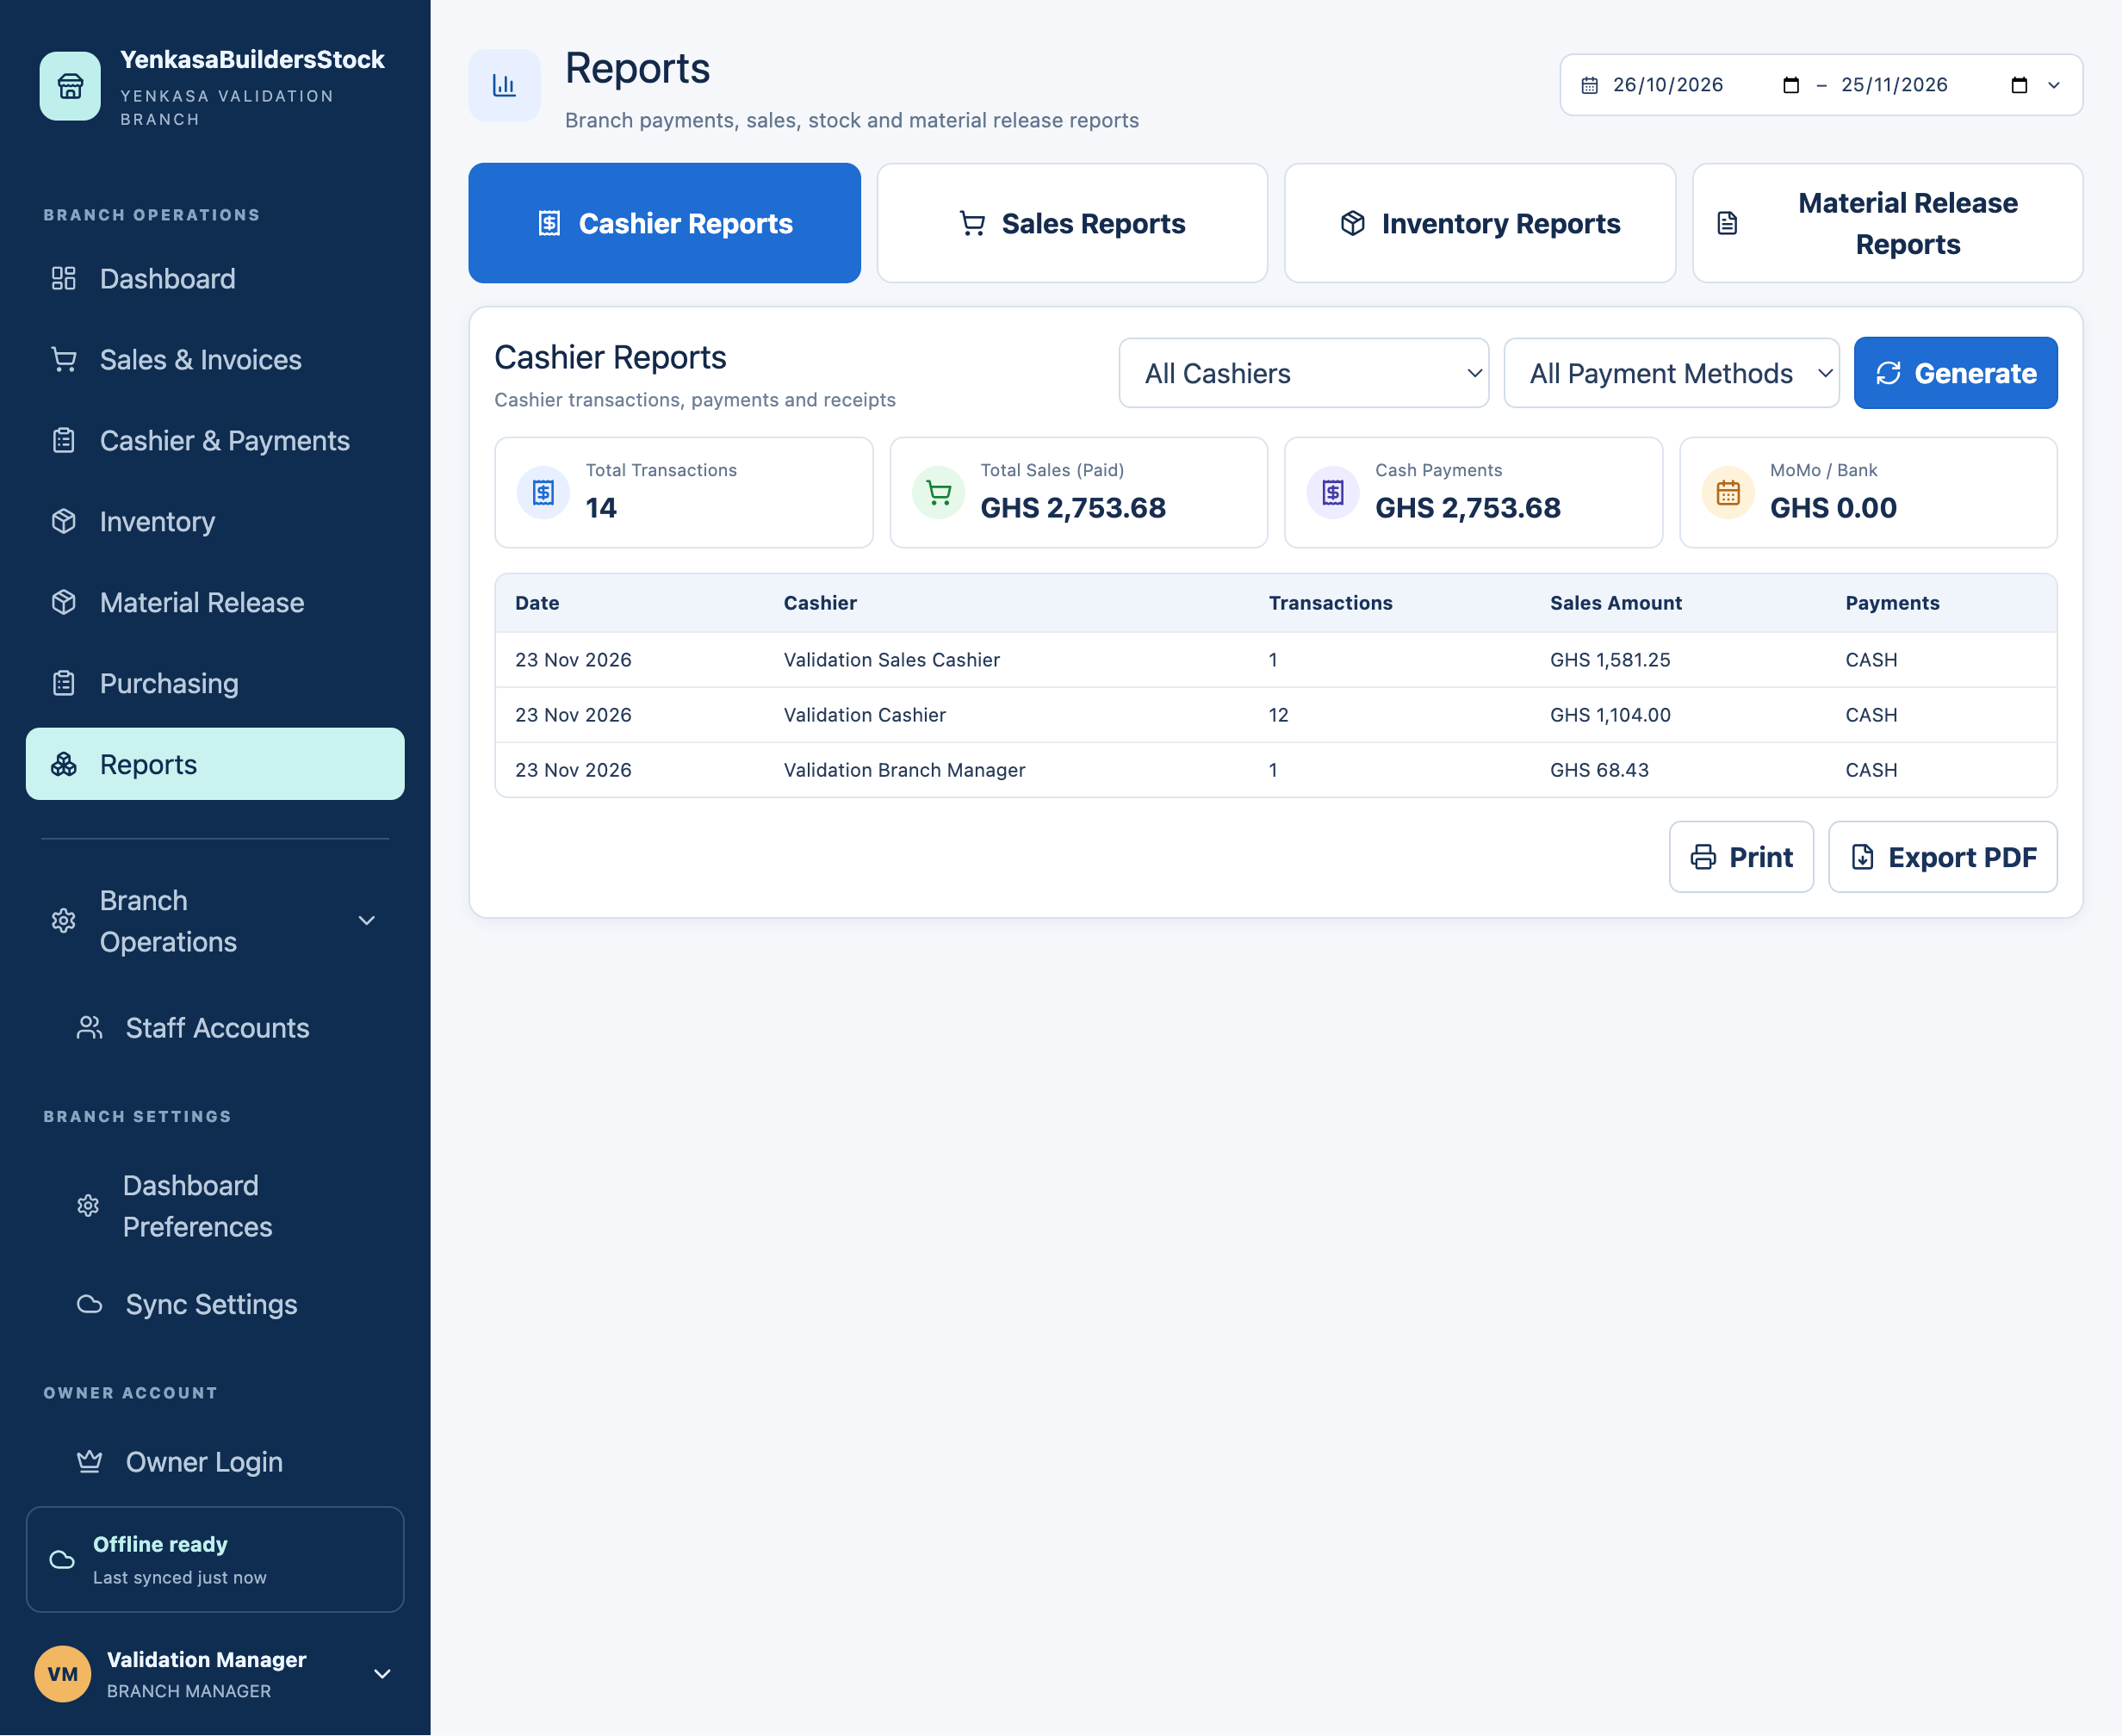 YenkasaBuildersStock
YENKASA VALIDATION
BRANCH
BRANCH OPERATIONS
Dashboard
Sales & Invoices
Cashier & Payments
Inventory
Material Release
Purchasing
Reports
Branch
Operations
Staff Accounts
BRANCH SETTINGS
Dashboard
Preferences
Sync Settings
OWNER ACCOUNT
Owner Login
Offline ready
Last synced just now
VM
Validation Manager
BRANCH MANAGER
Reports
Branch payments, sales, stock and material release reports
26/10/2026 – 25/11/2026
Cashier Reports
Sales Reports
Inventory Reports
Material Release
Reports
Cashier Reports
Cashier transactions, payments and receipts
All Cashiers
All Payment Methods
Generate
Total Transactions
14
Total Sales (Paid)
GHS 2,753.68
Cash Payments
GHS 2,753.68
MoMo / Bank
GHS 0.00
Date Cashier Transactions Sales Amount Payments
23 Nov 2026 Validation Sales Cashier 1 GHS 1,581.25 CASH
23 Nov 2026 Validation Cashier 12 GHS 1,104.00 CASH
23 Nov 2026 Validation Branch Manager 1 GHS 68.43 CASH
Print
Export PDF